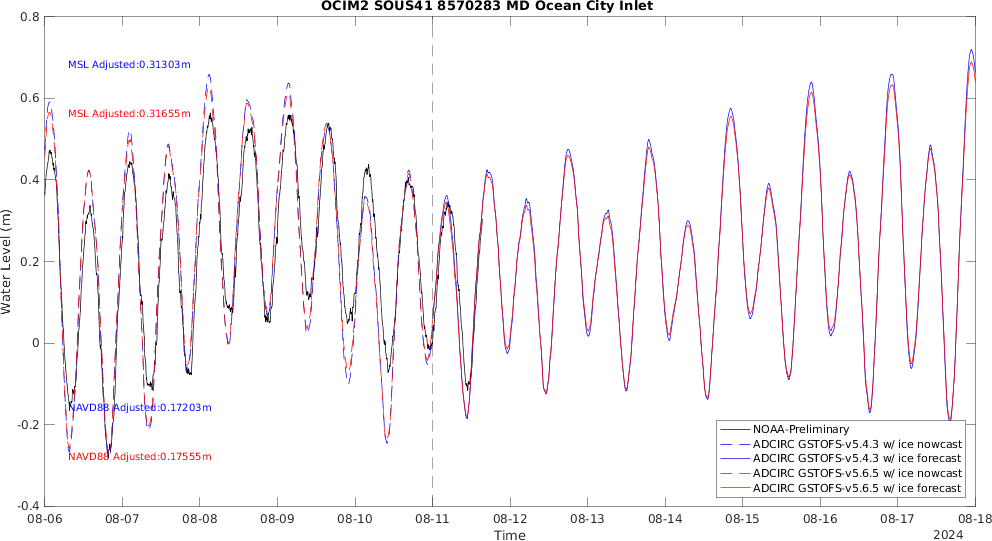 OCIM2 SOUS41 8570283 MD Ocean City Inlet
0.8
0.6
0.4
0.2
0
-0.2
-0.4
Water Level (m)
MSL Adjusted:0.31303m
MSL Adjusted:0.31655m
NAVD88 Adjusted:0.17203m
NAVD88 Adjusted:0.17555m
NOAA-Preliminary
ADCIRC GSTOFS-v5.4.3 w/ ice nowcast
ADCIRC GSTOFS-v5.4.3 w/ ice forecast
ADCIRC GSTOFS-v5.6.5 w/ ice nowcast
ADCIRC GSTOFS-v5.6.5 w/ ice forecast
08-06 08-07 08-08 08-09 08-10 08-11 08-12 08-13 08-14 08-15 08-16 08-17 08-18
Time
2024